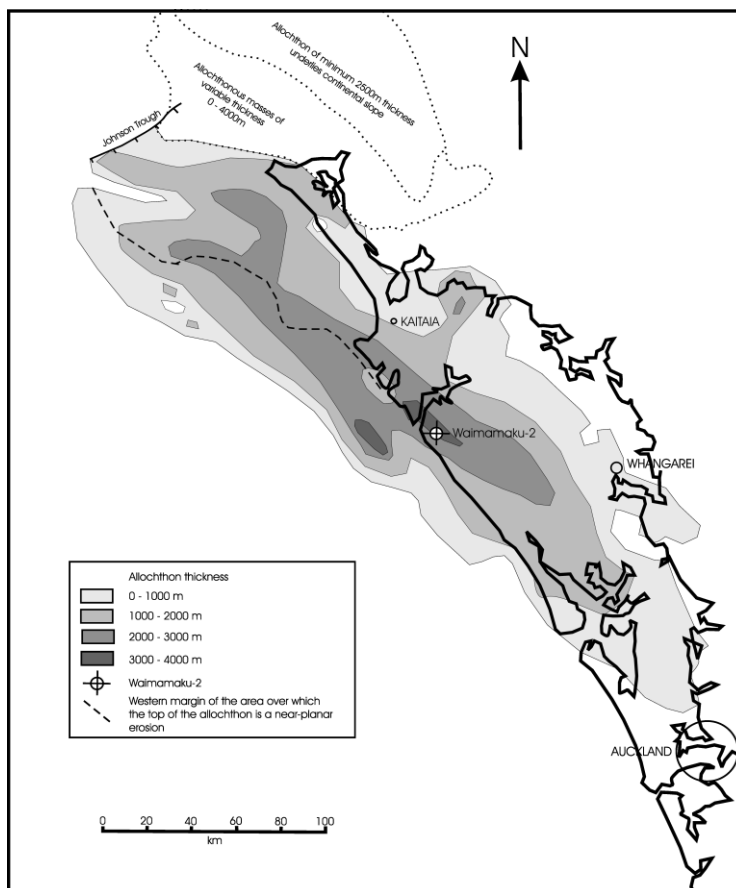 Allochthon of minimum 2500m thickness
underlies continental slope
Allochthonous masses of
variable thickness
0 - 4000m
Johnson Trough
N
KAITAIA
Waimamaku-2
WHANGAREI
Allochthon thickness
0 - 1000 m
1000 - 2000 m
2000 - 3000 m
3000 - 4000 m
Waimamaku-2
Western margin of the area over which
the top of the allochthon is a near-planar
erosion
AUCKLAND
0 20 40 60 80 100
km